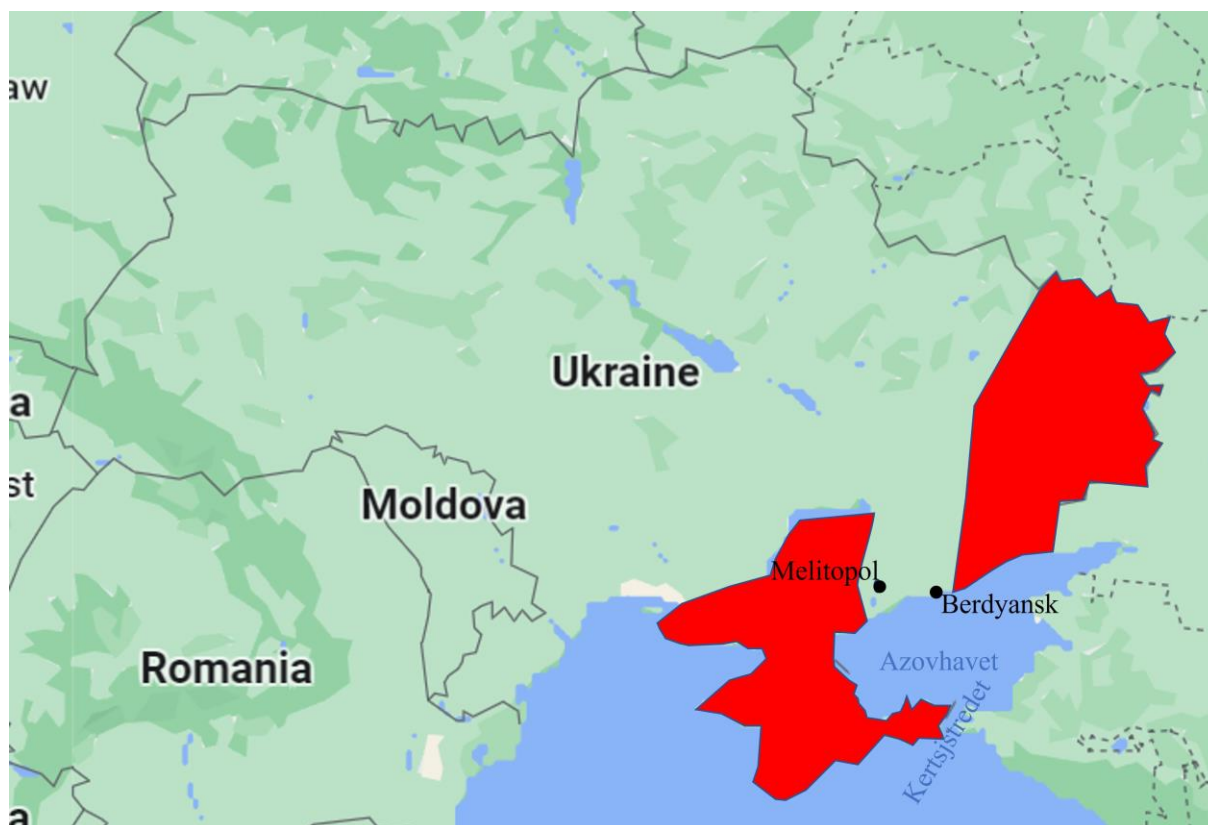 aw
Ukraine
a
st
Moldova
Melitopol
Berdyansk
Azovhavet
Romania
Kertsjstredet
a